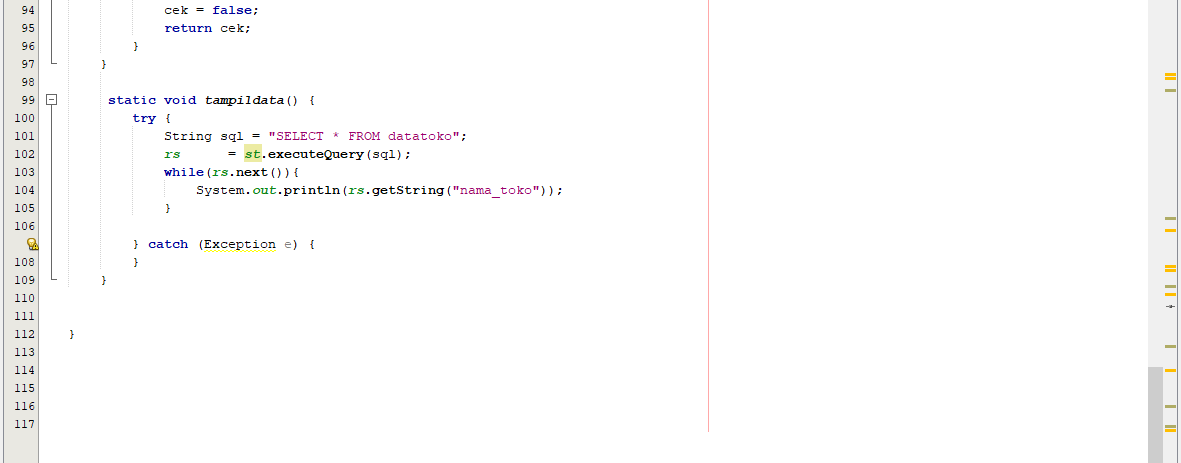 94 cek = false;
95 return cek;
96 }
97 }
98
99 static void tampildata() {
100 try {
101 String sql = "SELECT * FROM datatoko";
102 rs = st.executeQuery(sql);
103 while(rs.next()){
104 System.out.println(rs.getString("nama_toko"));
105 }
106
} catch (Exception e) {
108 }
109 }
110
111
112 }
113
114
115
116
117